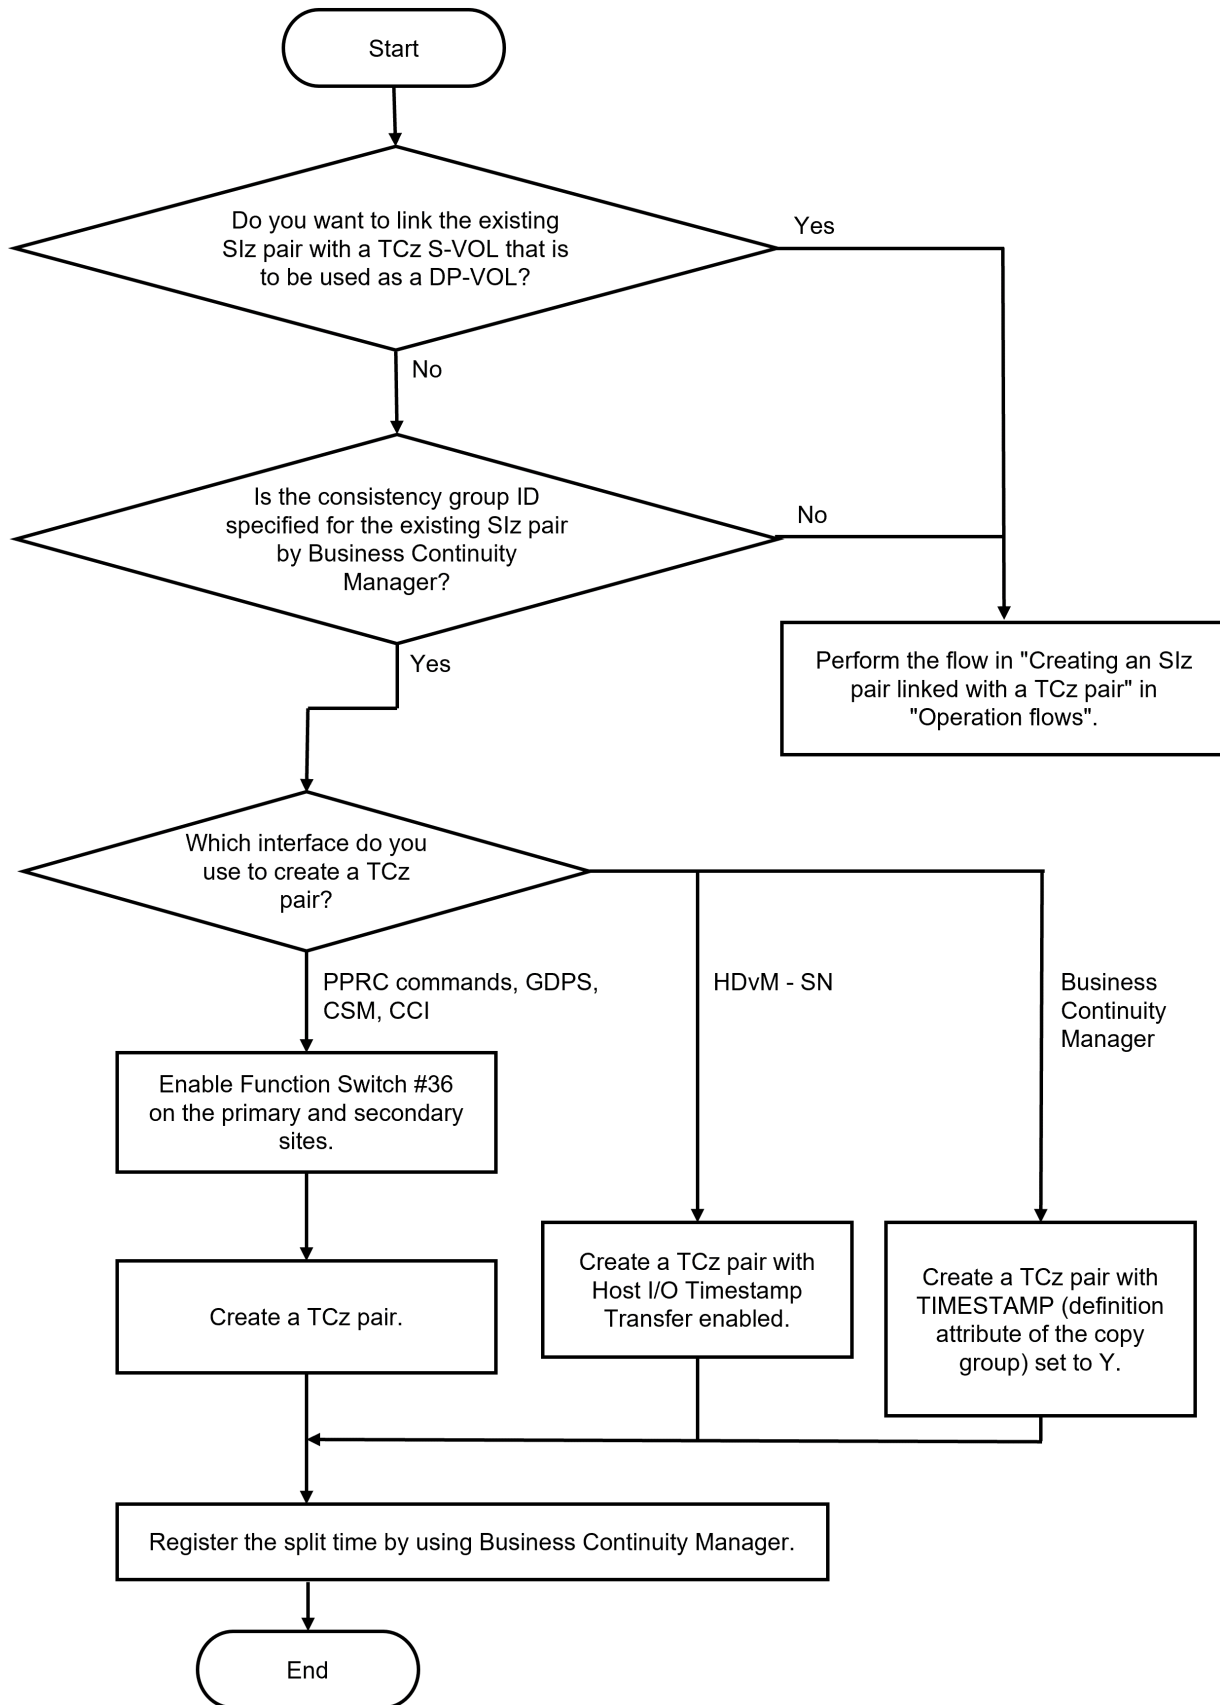 Start
Do you want to link the existing
SIz pair with a TCz S-VOL that is
to be used as a DP-VOL?
Yes
No
Is the consistency group ID
specified for the existing SIz pair
by Business Continuity
Manager?
No
Yes
Perform the flow in "Creating an SIz
pair linked with a TCz pair" in
"Operation flows".
Which interface do you
use to create a TCz
pair?
PPRC commands, GDPS,
CSM, CCI
HDvM - SN
Business
Continuity
Manager
Enable Function Switch #36
on the primary and secondary
sites.
Create a TCz pair.
Create a TCz pair with
Host I/O Timestamp
Transfer enabled.
Create a TCz pair with
TIMESTAMP (definition
attribute of the copy
group) set to Y.
Register the split time by using Business Continuity Manager.
End